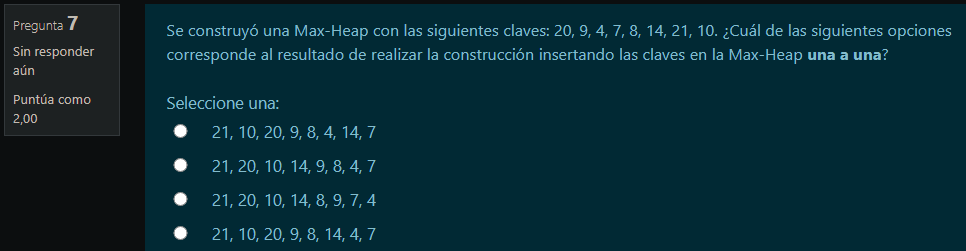 Pregunta 7
Sin responder
aún
Puntúa como
2,00
Se construyó una Max-Heap con las siguientes claves: 20, 9, 4, 7, 8, 14, 21, 10. ¿Cuál de las siguientes opciones
corresponde al resultado de realizar la construcción insertando las claves en la Max-Heap una a una?
Seleccione una:
21, 10, 20, 9, 8, 4, 14, 7
21, 20, 10, 14, 9, 8, 4, 7
21, 20, 10, 14, 8, 9, 7, 4
21, 10, 20, 9, 8, 14, 4, 7